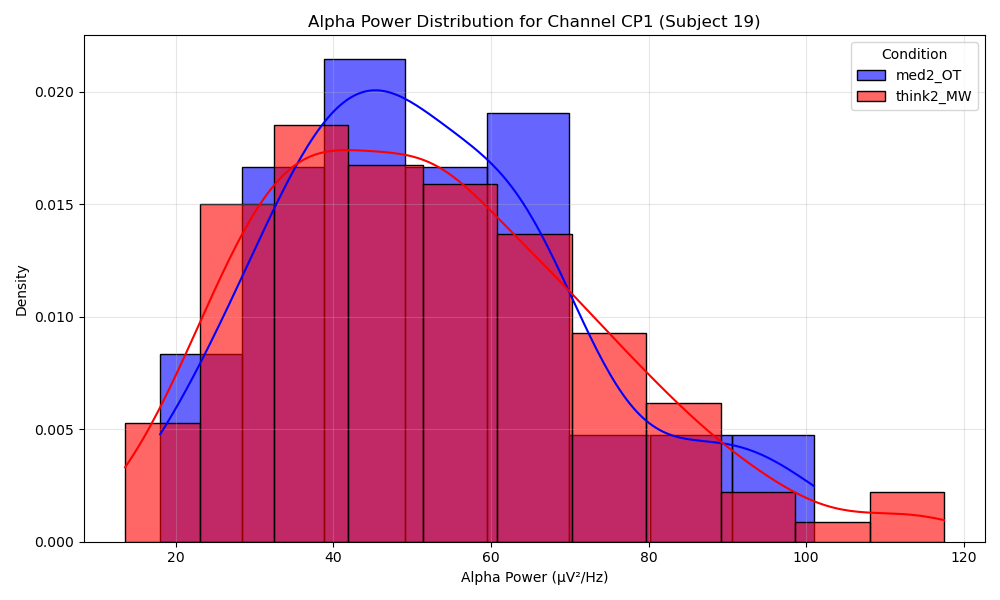 Alpha Power Distribution for Channel CP1 (Subject 19)
Condition
med2_OT
think2_MW
0.020
0.015
0.010
0.005
0.000
Density
20
40
60
80
100
120
Alpha Power (µV²/Hz)